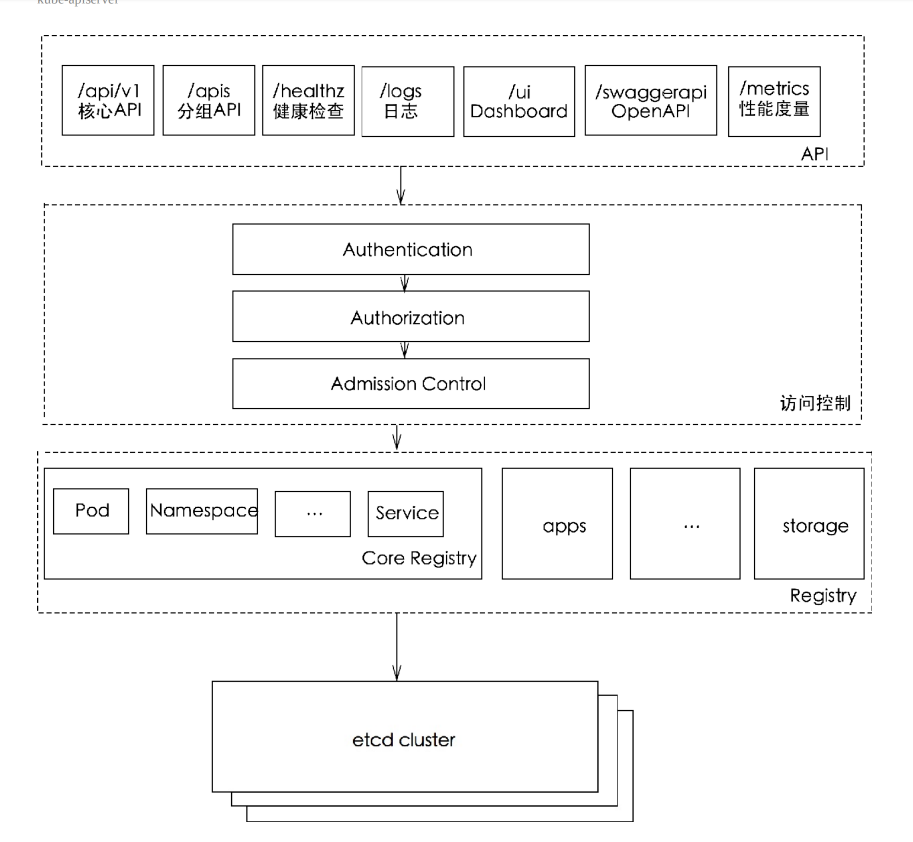 kube-apiserver
/api/v1
核心API
/apis
分组API
/healthz
健康检查
/logs
日志
/ui
Dashboard
/swaggerapi
OpenAPI
/metrics
性能度量
API
Authentication
Authorization
Admission Control
访问控制
Pod
Namespace
...
Service
Core Registry
apps
...
storage
Registry
etcd cluster